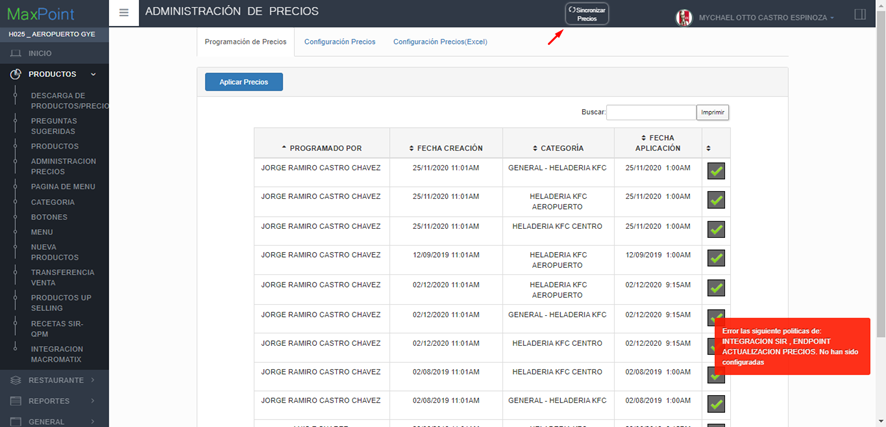 MaxPoint
ADMINISTRACIÓN DE PRECIOS
Sincronizar
Precios
MYCHAEL OTTO CASTRO ESPINOZA
H025 _ AEROPUERTO GYE
INICIO
PRODUCTOS
DESCARGA DE
PRODUCTOS/PRECIO
PREGUNTAS
SUGERIDAS
PRODUCTOS
ADMINISTRACION
PRECIOS
PAGINA DE MENU
CATEGORIA
BOTONES
MENU
NUEVA
PRODUCTOS
TRANSFERENCIA
VENTA
PRODUCTOS UP
SELLING
RECETAS SIR-
QPM
INTEGRACION
MACROMATIX
RESTAURANTE
REPORTES
GENERAL
Programación de Precios Configuración Precios Configuración Precios(Excel)
Aplicar Precios
Buscar: Imprimir
PROGRAMADO POR FECHA CREACIÓN CATEGORÌA FECHA
APLICACIÓN
JORGE RAMIRO CASTRO CHAVEZ 25/11/2020 11:01AM GENERAL - HELADERIA KFC 25/11/2020 1:00AM
JORGE RAMIRO CASTRO CHAVEZ 25/11/2020 11:01AM HELADERIA KFC 25/11/2020 1:00AM
AEROPUERTO
JORGE RAMIRO CASTRO CHAVEZ 25/11/2020 11:01AM HELADERIA KFC CENTRO 25/11/2020 1:00AM
JORGE RAMIRO CASTRO CHAVEZ 12/09/2019 11:01AM HELADERIA KFC 12/09/2019 1:00AM
AEROPUERTO
JORGE RAMIRO CASTRO CHAVEZ 02/12/2020 11:01AM HELADERIA KFC 02/12/2020 9:15AM
AEROPUERTO
JORGE RAMIRO CASTRO CHAVEZ 02/12/2020 11:01AM GENERAL - HELADERIA KFC 02/12/2020 9:15AM
JORGE RAMIRO CASTRO CHAVEZ 02/12/2020 11:01AM HELADERIA KFC CENTRO 02/12/2020 9:15AM
JORGE RAMIRO CASTRO CHAVEZ 02/08/2019 11:01AM HELADERIA KFC CENTRO 02/08/2019 1:00AM
JORGE RAMIRO CASTRO CHAVEZ 02/08/2019 11:01AM GENERAL - HELADERIA KFC 02/08/2019 1:00AM
Error las siguiente politicas de:
INTEGRACION SIR , ENDPOINT
ACTUALIZACION PRECIOS. No han sido
configuradas